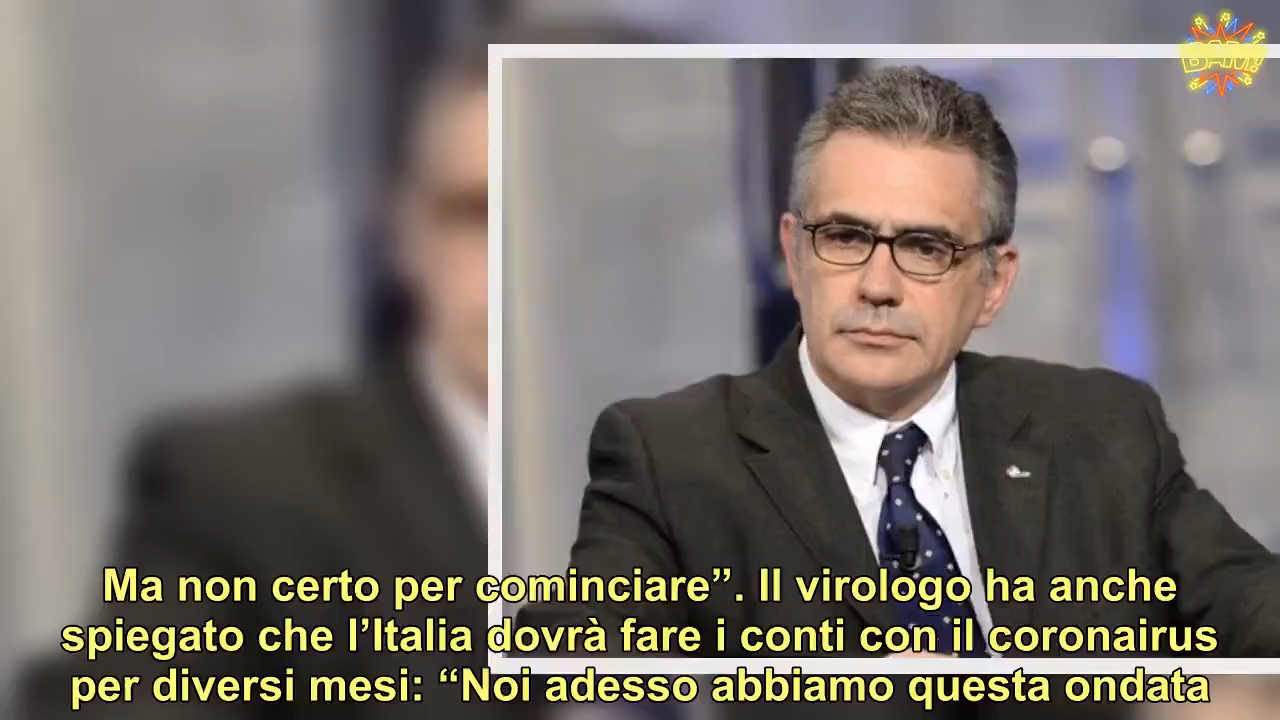 BAM!
Ma non certo per cominciare”. Il virologo ha anche
spiegato che l’Italia dovrà fare i conti con il coronairus
per diversi mesi: “Noi adesso abbiamo questa ondata